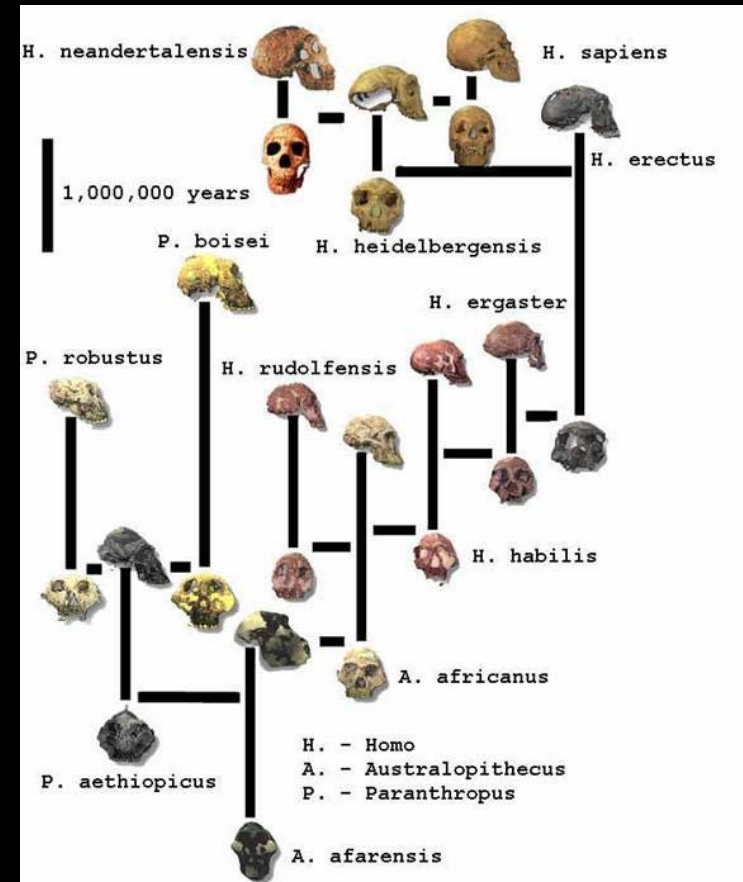 H. neandertalensis
H. sapiens
H. erectus
1,000,000 years
P. boisei
H. heidelbergensis
H. ergaster
P. robustus
H. rudolfensis
H. habilis
A. africanus
H. - Homo
A. - Australopithecus
P. - Paranthropus
P. aethiopicus
A. afarensis